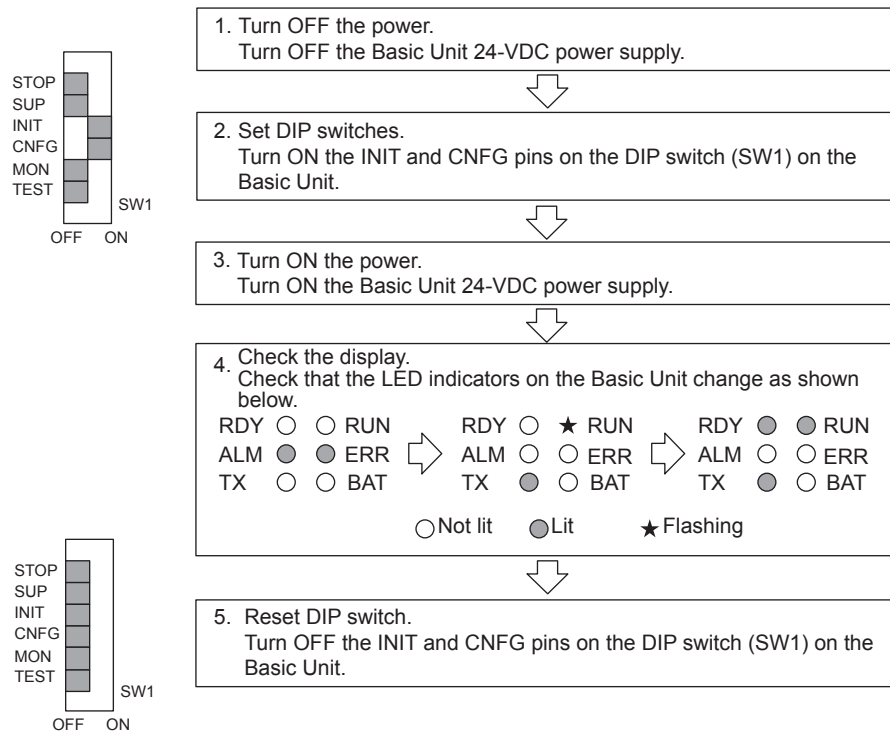 1. Turn OFF the power.
Turn OFF the Basic Unit 24-VDC power supply.
STOP
SUP
INIT
CNFG
MON
TEST
SW1
OFF ON
2. Set DIP switches.
Turn ON the INIT and CNFG pins on the DIP switch (SW1) on the
Basic Unit.
3. Turn ON the power.
Turn ON the Basic Unit 24-VDC power supply.
4. Check the display.
Check that the LED indicators on the Basic Unit change as shown
below.
RDY RUN RDY RUN RDY RUN
ALM ERR ALM ERR ALM ERR
TX BAT TX BAT TX BAT
Not lit Lit Flashing
STOP
SUP
INIT
CNFG
MON
TEST
SW1
OFF ON
5. Reset DIP switch.
Turn OFF the INIT and CNFG pins on the DIP switch (SW1) on the
Basic Unit.